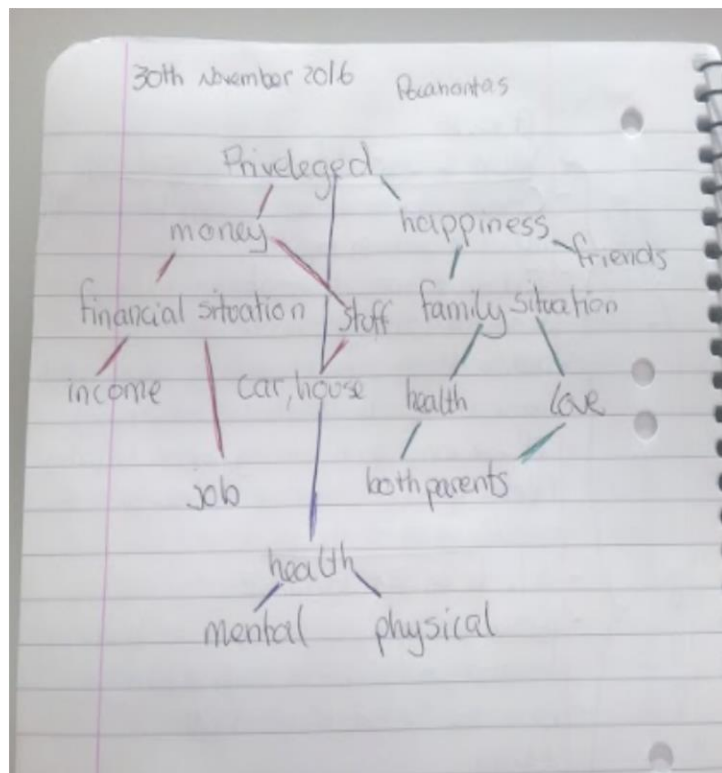 30th November 2016 Pocahontas
Priveleged
money happiness
friends
financial situation stuff family situation
income car, house health love
job both parents
health
mental physical